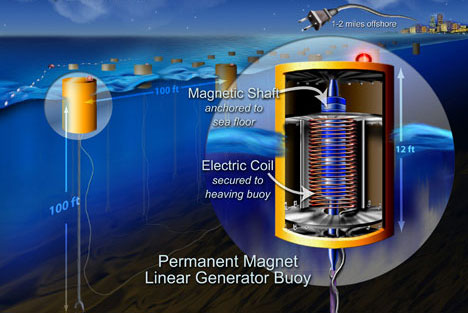 1-2 miles offshore
100 ft
Magnetic Shaft
anchored to
sea floor
12 ft
Electric Coil
secured to
heaving buoy
100 ft
Permanent Magnet
Linear Generator Buoy